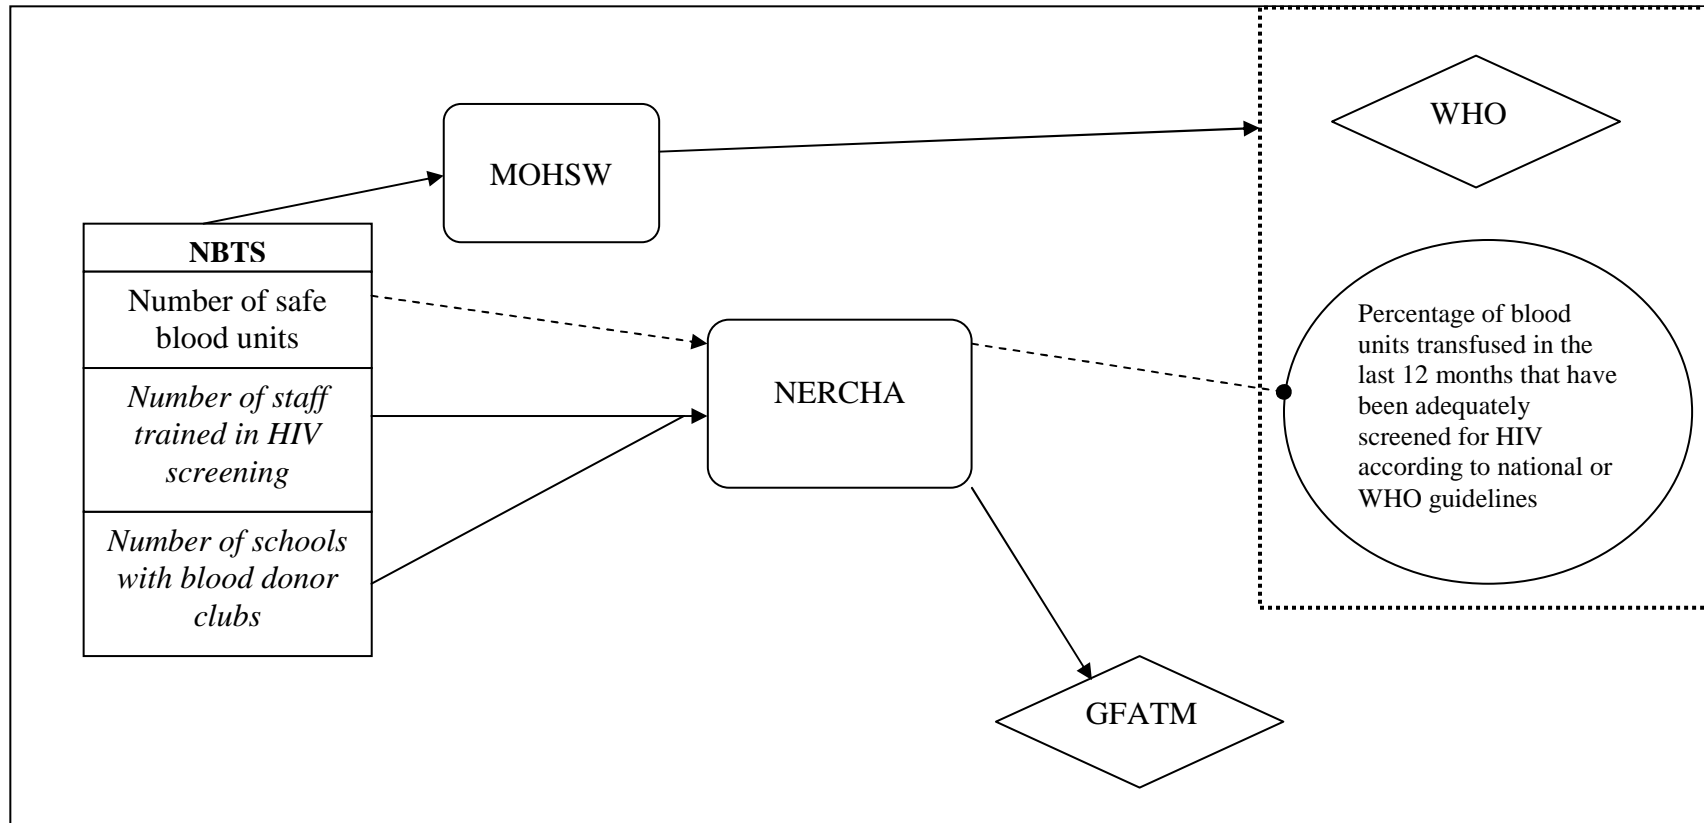 WHO
MOHSW
NBTS
Number of safe
blood units
Number of staff
trained in HIV
screening
Number of schools
with blood donor
clubs
NERCHA
Percentage of blood
units transfused in the
last 12 months that have
been adequately
screened for HIV
according to national or
WHO guidelines
GFATM